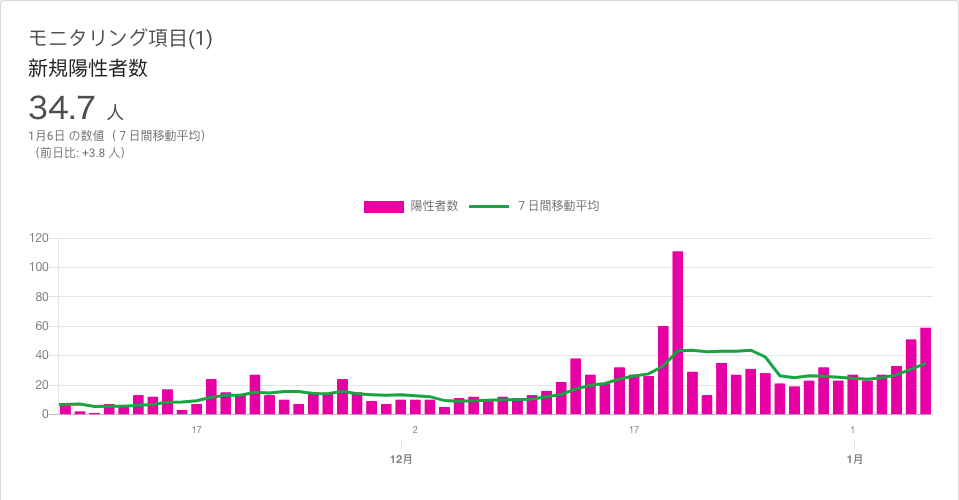 モニタリング項目(1)
新規陽性者数
34.7 人
1月6日 の数値（７日間移動平均）
（前日比: +3.8 人）
陽性者数 ７日間移動平均
120
100
80
60
40
20
0
17 2 17 1
12月 1月